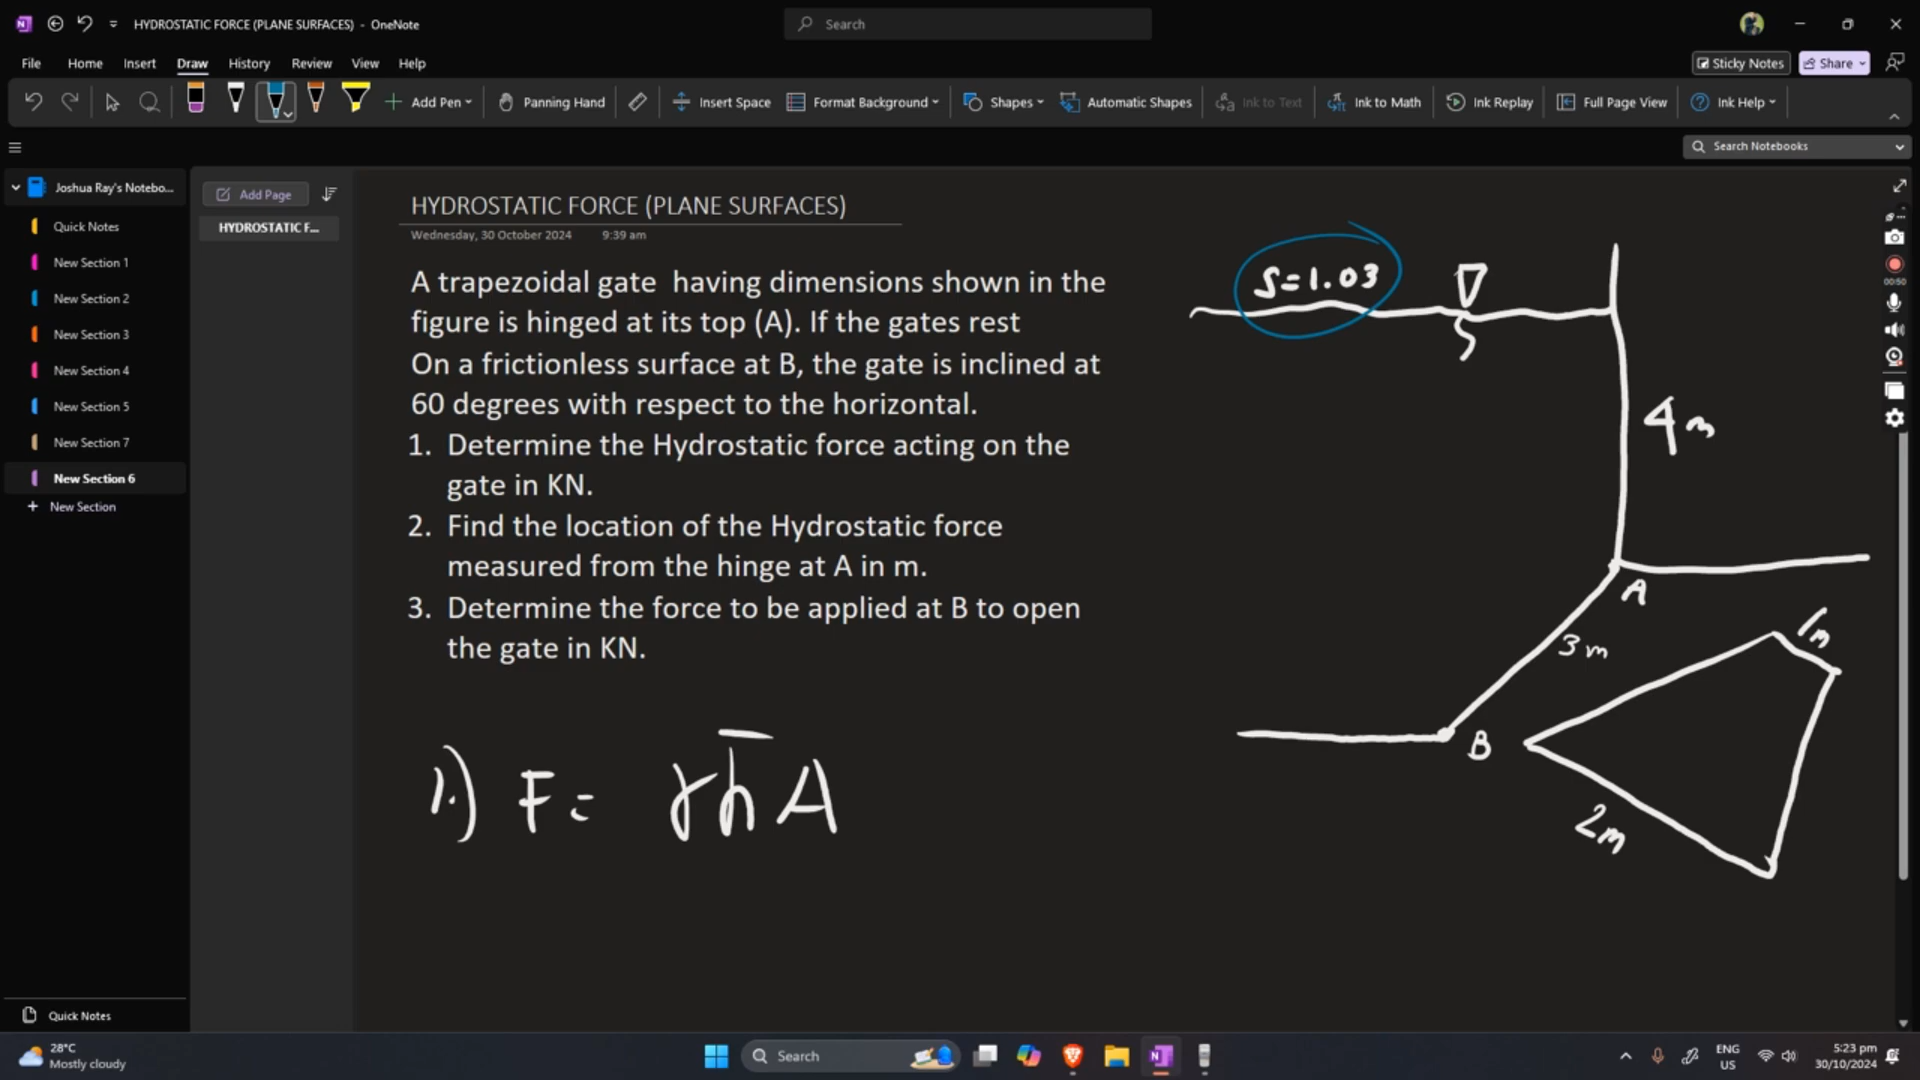 HYDROSTATIC FORCE (PLANE SURFACES) - OneNote
Search
File Home Insert Draw History Review View Help
Sticky Notes Share
Add Pen Panning Hand Insert Space Format Background Shapes Automatic Shapes Ink to Text Ink to Math Ink Replay Full Page View Ink Help
Search Notebooks
Joshua Ray's Notebo...
Quick Notes
New Section 1
New Section 2
New Section 3
New Section 4
New Section 5
New Section 7
New Section 6
+ New Section
Quick Notes
Add Page
HYDROSTATIC F...
HYDROSTATIC FORCE (PLANE SURFACES)
Wednesday, 30 October 2024 9:39 am
A trapezoidal gate having dimensions shown in the
figure is hinged at its top (A). If the gates rest
On a frictionless surface at B, the gate is inclined at
60 degrees with respect to the horizontal.
1. Determine the Hydrostatic force acting on the
gate in KN.
2. Find the location of the Hydrostatic force
measured from the hinge at A in m.
3. Determine the force to be applied at B to open
the gate in KN.
1.) F = γh̄A
S=1.03
4m
A
3m
1m
B
2m
00:50
28°C
Mostly cloudy
Search
ENG
US
5:23 pm
30/10/2024